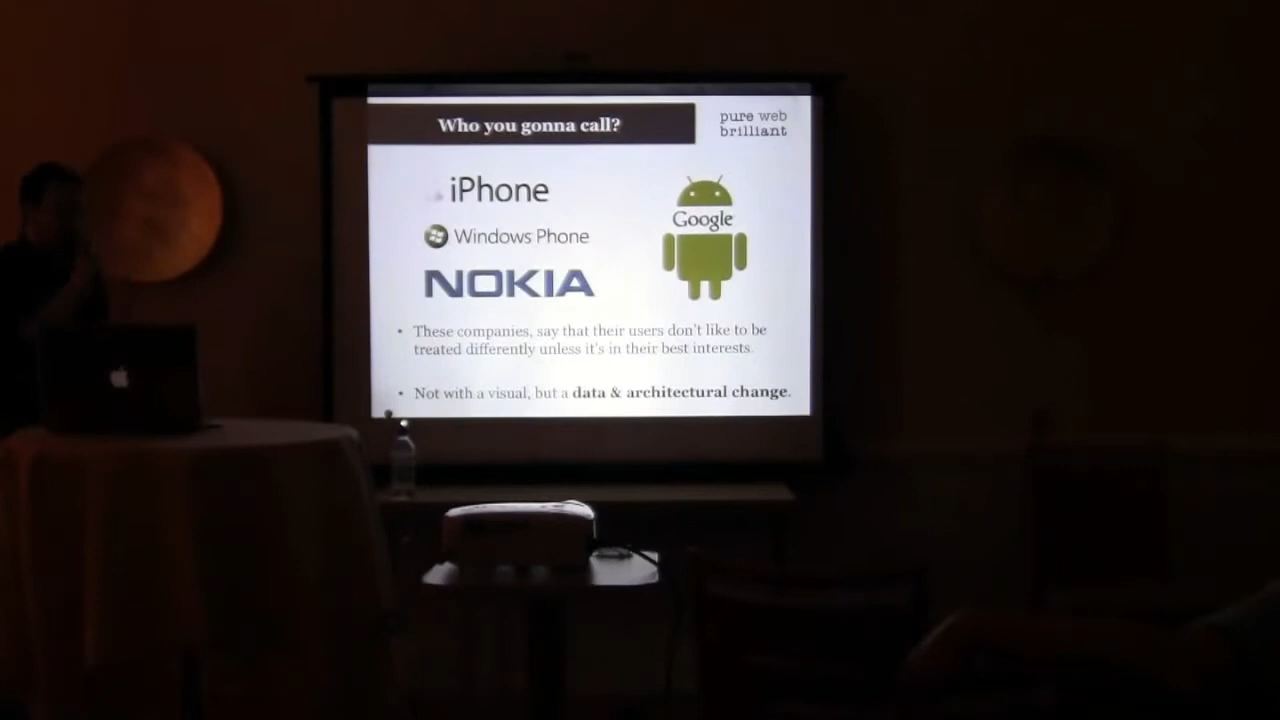 Who you gonna call?
pure web
brilliant
iPhone
Windows Phone
NOKIA
Google
• These companies, say that their users don't like to be
treated differently unless it's in their best interests.
• Not with a visual, but a data & architectural change.